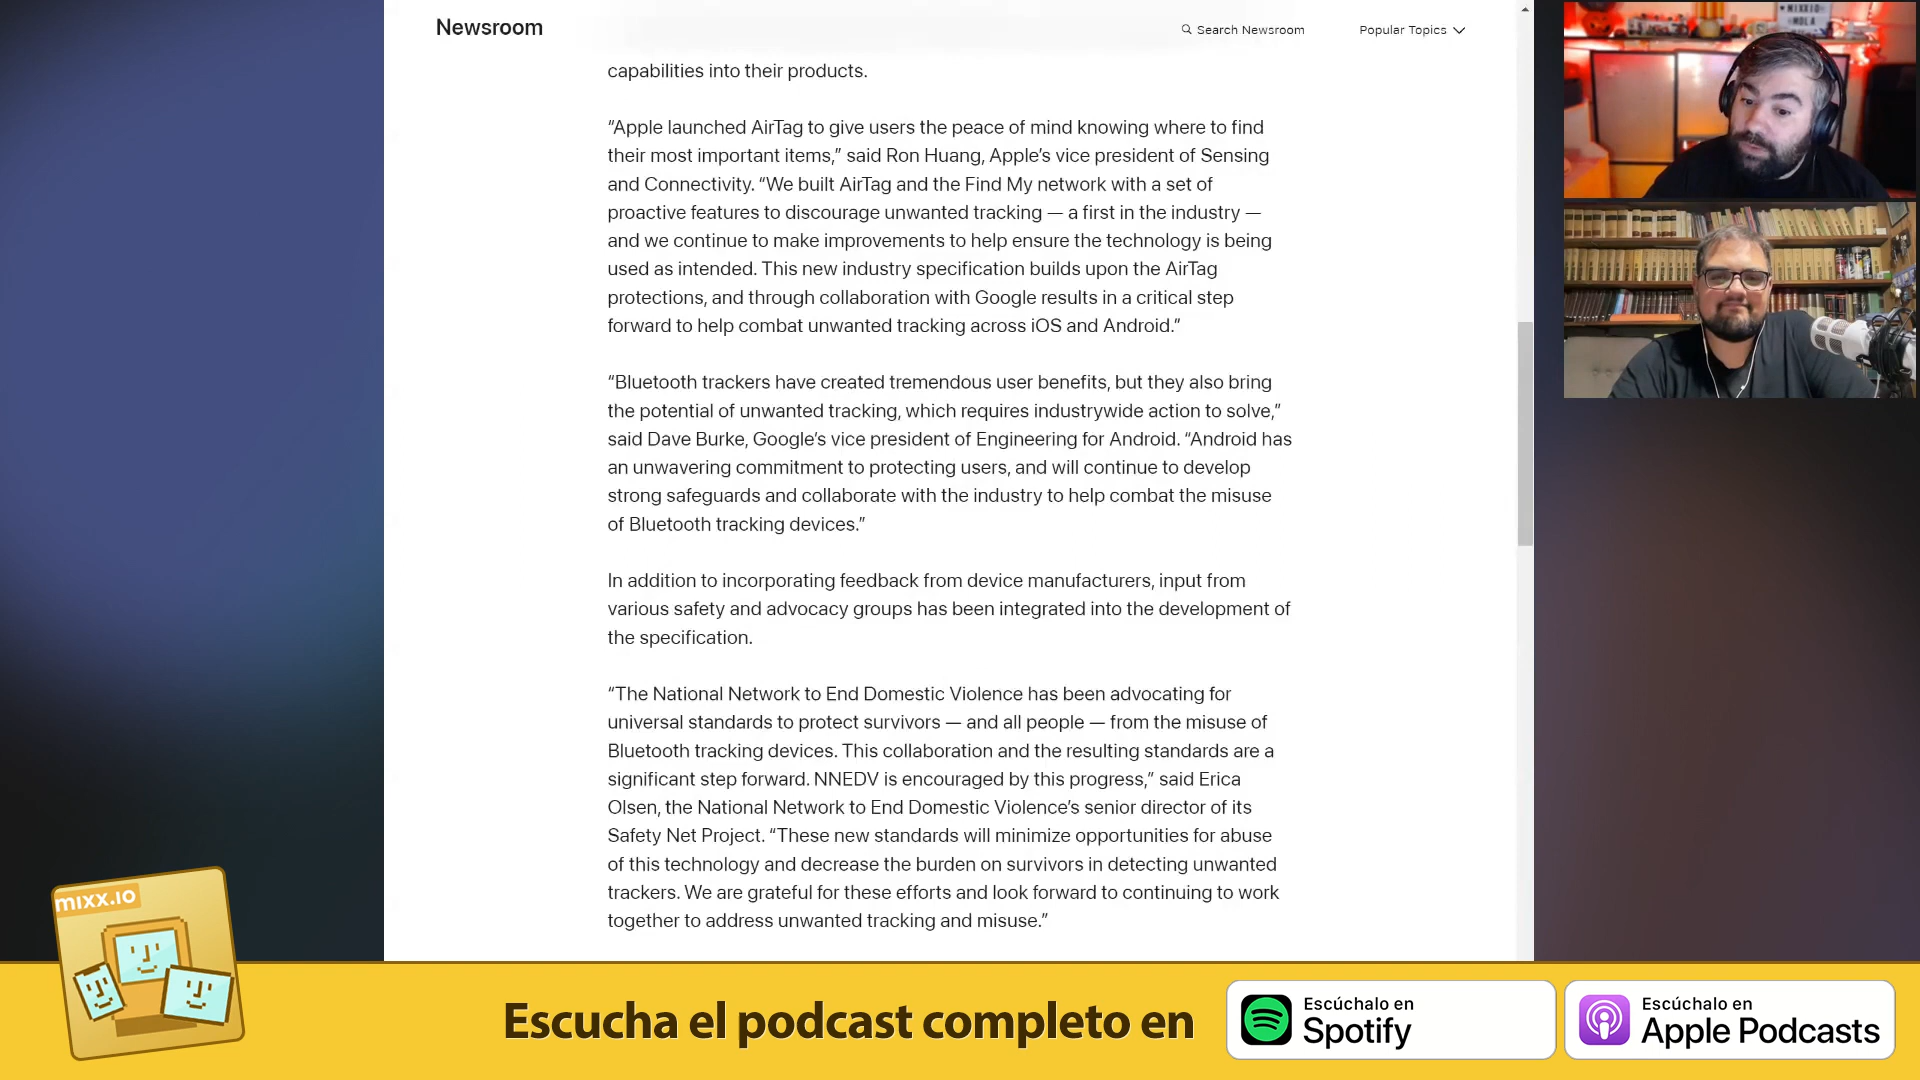 Newsroom
Search Newsroom
Popular Topics
capabilities into their products.
“Apple launched AirTag to give users the peace of mind knowing where to find
their most important items,” said Ron Huang, Apple’s vice president of Sensing
and Connectivity. “We built AirTag and the Find My network with a set of
proactive features to discourage unwanted tracking — a first in the industry —
and we continue to make improvements to help ensure the technology is being
used as intended. This new industry specification builds upon the AirTag
protections, and through collaboration with Google results in a critical step
forward to help combat unwanted tracking across iOS and Android.”
“Bluetooth trackers have created tremendous user benefits, but they also bring
the potential of unwanted tracking, which requires industrywide action to solve,”
said Dave Burke, Google’s vice president of Engineering for Android. “Android has
an unwavering commitment to protecting users, and will continue to develop
strong safeguards and collaborate with the industry to help combat the misuse
of Bluetooth tracking devices.”
In addition to incorporating feedback from device manufacturers, input from
various safety and advocacy groups has been integrated into the development of
the specification.
“The National Network to End Domestic Violence has been advocating for
universal standards to protect survivors — and all people — from the misuse of
Bluetooth tracking devices. This collaboration and the resulting standards are a
significant step forward. NNEDV is encouraged by this progress,” said Erica
Olsen, the National Network to End Domestic Violence’s senior director of its
Safety Net Project. “These new standards will minimize opportunities for abuse
of this technology and decrease the burden on survivors in detecting unwanted
trackers. We are grateful for these efforts and look forward to continuing to work
together to address unwanted tracking and misuse.”
MIXXIO
HOLA
mixx.io
Escucha el podcast completo en
Escúchalo en
Spotify
Escúchalo en
Apple Podcasts